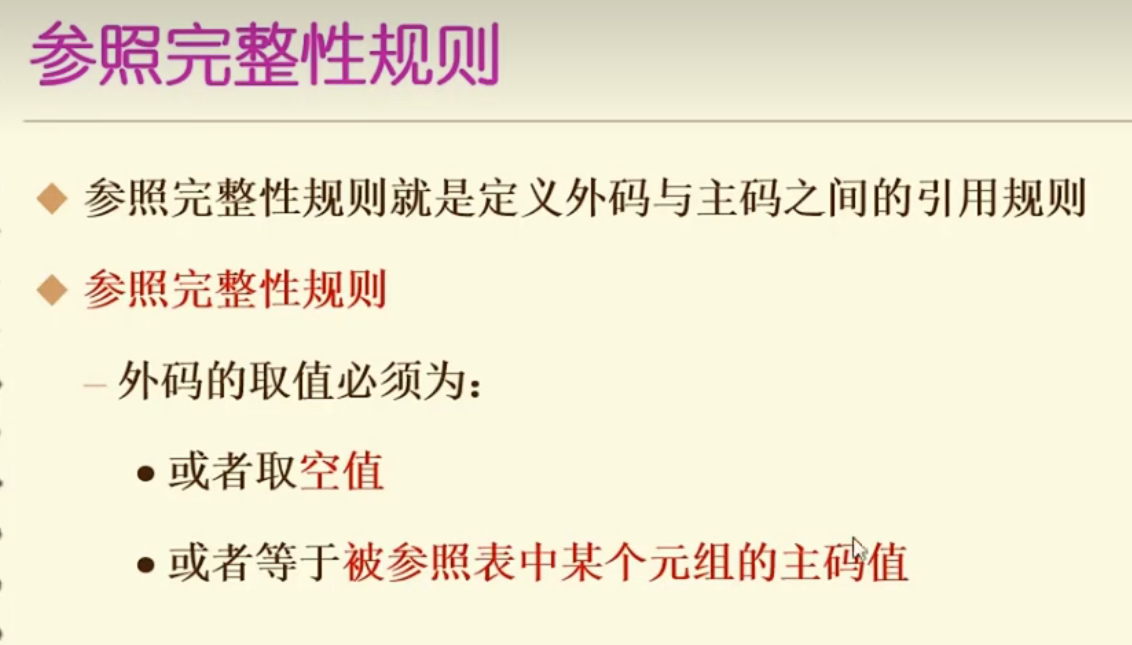 参照完整性规则
参照完整性规则就是定义外码与主码之间的引用规则
参照完整性规则
– 外码的取值必须为：
• 或者取空值
• 或者等于被参照表中某个元组的主码值